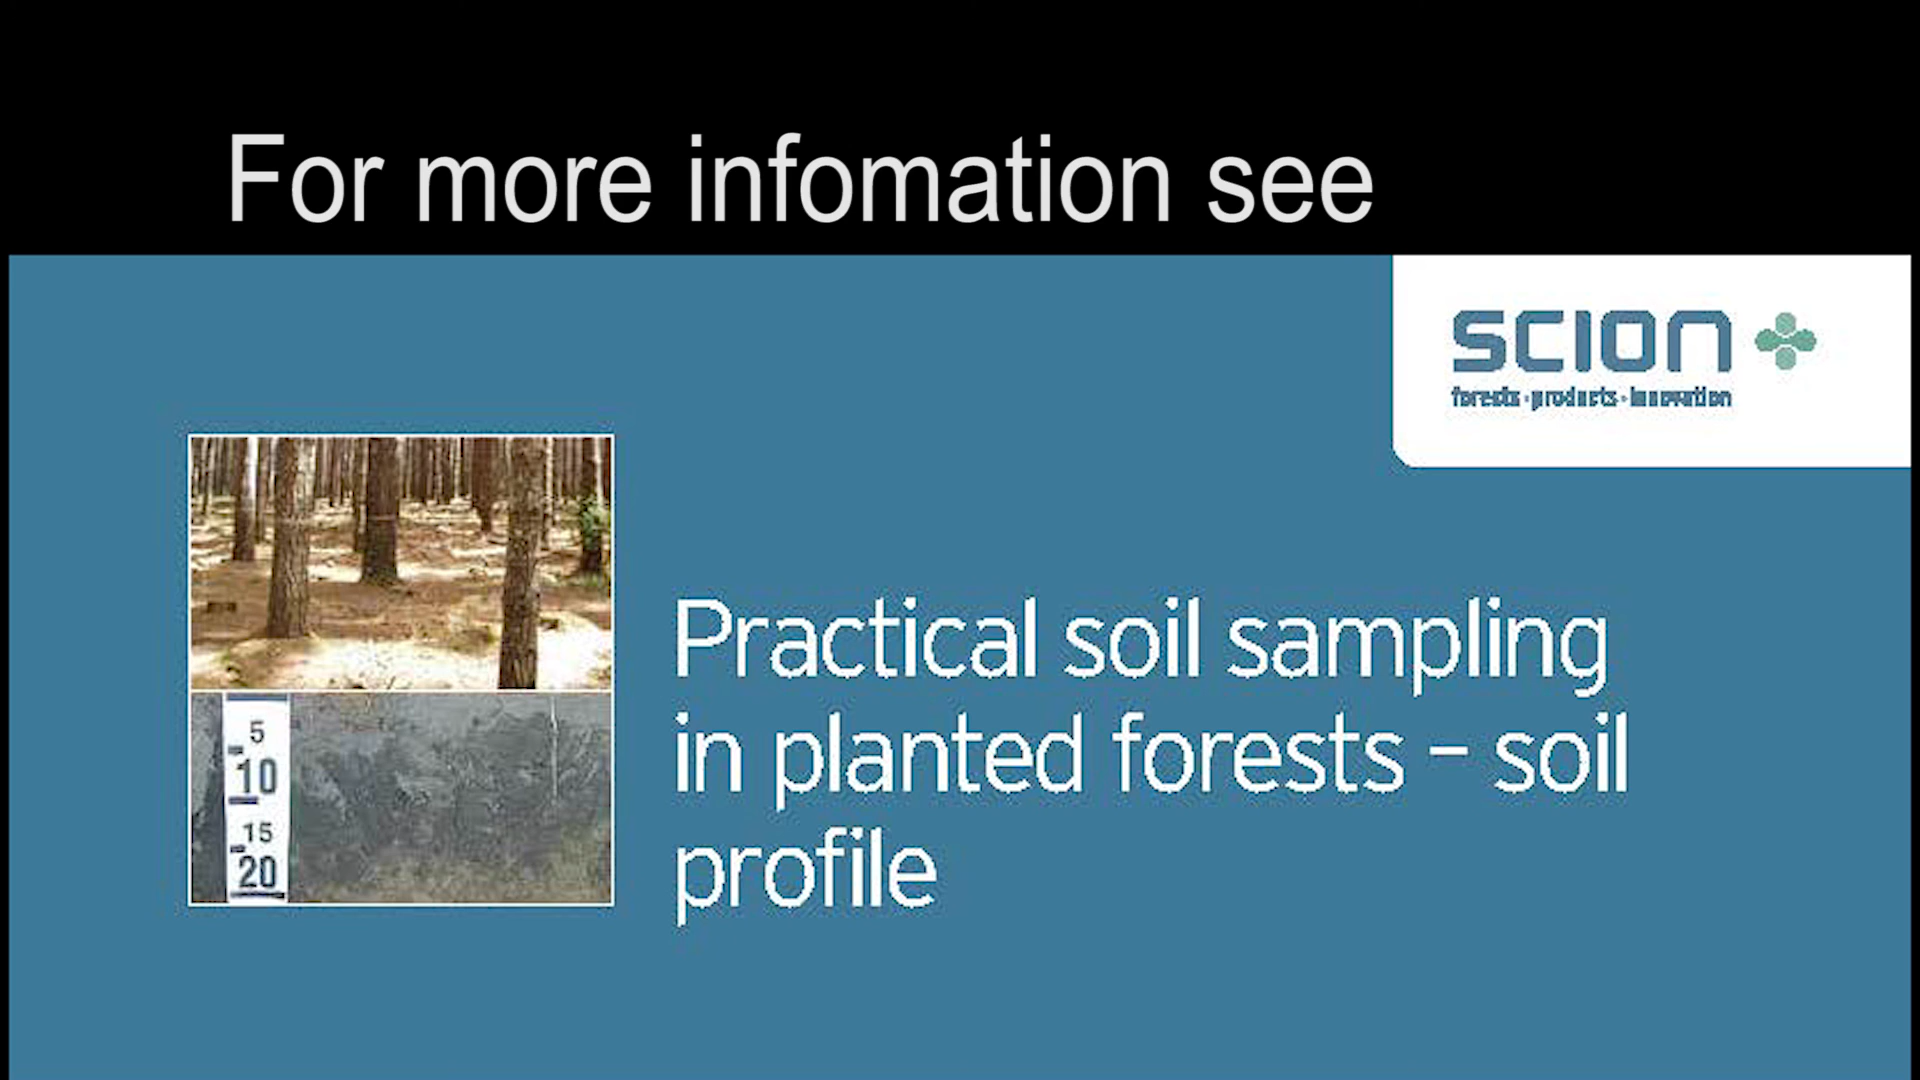 For more infomation see
SCION
forests·products·innovation
Practical soil sampling
in planted forests – soil
profile
5
10
15
20